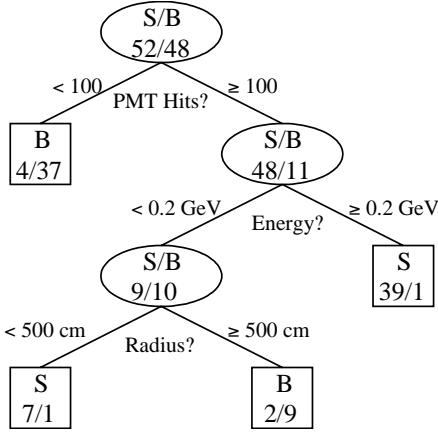 S/B
52/48
< 100
≥ 100
PMT Hits?
B
4/37
S/B
48/11
< 0.2 GeV
≥ 0.2 GeV
Energy?
S/B
9/10
S
39/1
< 500 cm
≥ 500 cm
Radius?
S
7/1
B
2/9